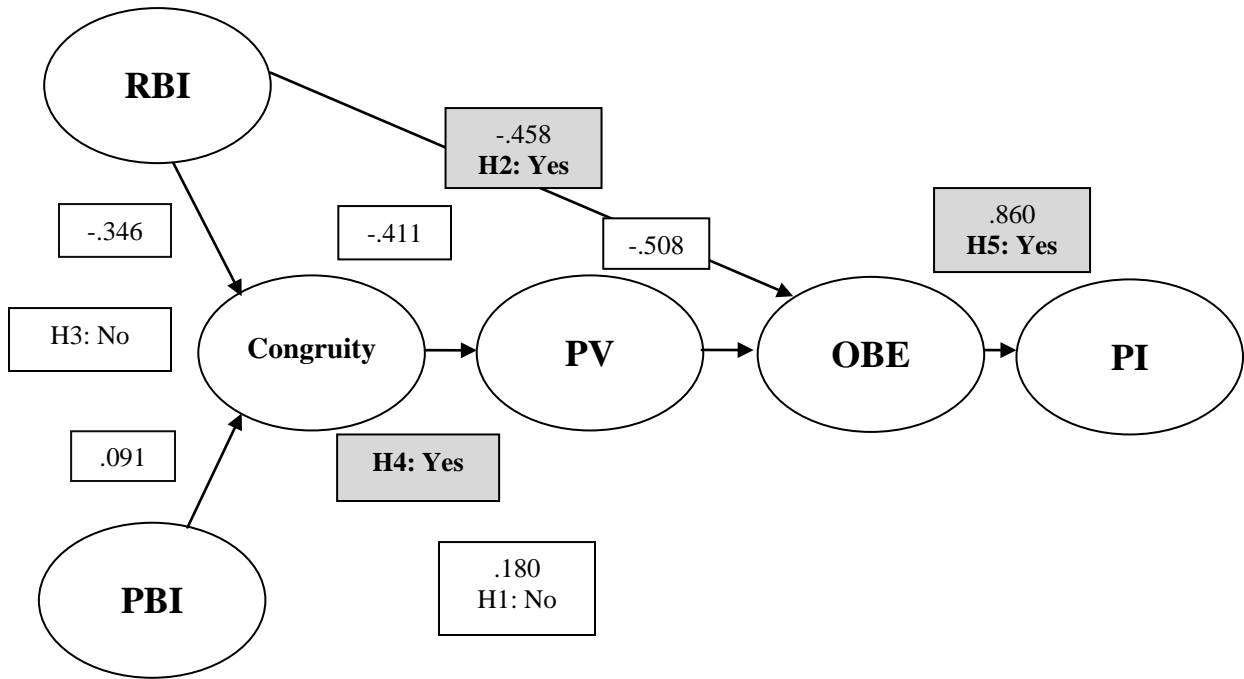 RBI
-.458
H2: Yes
-.346
-.411
-.508
.860
H5: Yes
H3: No
Congruity
PV
OBE
PI
.091
H4: Yes
.180
H1: No
PBI